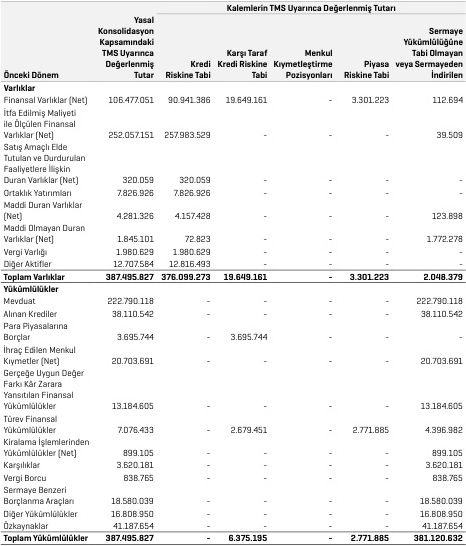 Kalemlerin TMS Uyarınca Değerlenmiş Tutarı
Önceki Dönem | Yasal Konsolidasyon Kapsamındaki TMS Uyarınca Değerlenmiş Tutar | Kredi Riskine Tabi | Karşı Taraf Kredi Riskine Tabi | Menkul Kıymetleştirme Pozisyonları | Piyasa Riskine Tabi | Sermaye Yükümlülüğüne Tabi Olmayan veya Sermayeden İndirilen
Varlıklar
Finansal Varlıklar (Net) 106.477.051 90.941.386 19.649.161 - 3.301.223 112.694
İtfa Edilmiş Maliyeti
ile Ölçülen Finansal
Varlıklar (Net) 252.057.151 257.983.529 - - - 39.509
Satış Amaçlı Elde
Tutulan ve Durdurulan
Faaliyetlere İlişkin
Duran Varlıklar (Net) 320.059 320.059 - - - -
Ortaklık Yatırımları 7.826.926 7.826.926 - - - -
Maddi Duran Varlıklar
(Net) 4.281.326 4.157.428 - - - 123.898
Maddi Olmayan Duran
Varlıklar (Net) 1.845.101 72.823 - - - 1.772.278
Vergi Varlığı 1.980.629 1.980.629 - - - -
Diğer Aktifler 12.707.584 12.816.493 - - - -
Toplam Varlıklar 387.495.827 376.099.273 19.649.161 - 3.301.223 2.048.379
Yükümlülükler
Mevduat 222.790.118 - - - - 222.790.118
Alınan Krediler 38.110.542 - - - - 38.110.542
Para Piyasalarına
Borçlar 3.695.744 - 3.695.744 - - -
İhraç Edilen Menkul
Kıymetler (Net) 20.703.691 - - - - 20.703.691
Gerçeğe Uygun Değer
Farkı Kâr Zarara
Yansıtılan Finansal
Yükümlülükler 13.184.605 - - - - 13.184.605
Türev Finansal
Yükümlülükler 7.076.433 - 2.679.451 - 2.771.885 4.396.982
Kiralama İşlemlerinden
Yükümlülükler (Net) 899.105 - - - - 899.105
Karşılıklar 3.620.181 - - - - 3.620.181
Vergi Borcu 838.765 - - - - 838.765
Sermaye Benzeri
Borçlanma Araçları 18.580.039 - - - - 18.580.039
Diğer Yükümlülükler 16.808.950 - - - - 16.808.950
Özkaynaklar 41.187.654 - - - - 41.187.654
Toplam Yükümlülükler 387.495.827 - 6.375.195 - 2.771.885 381.120.632